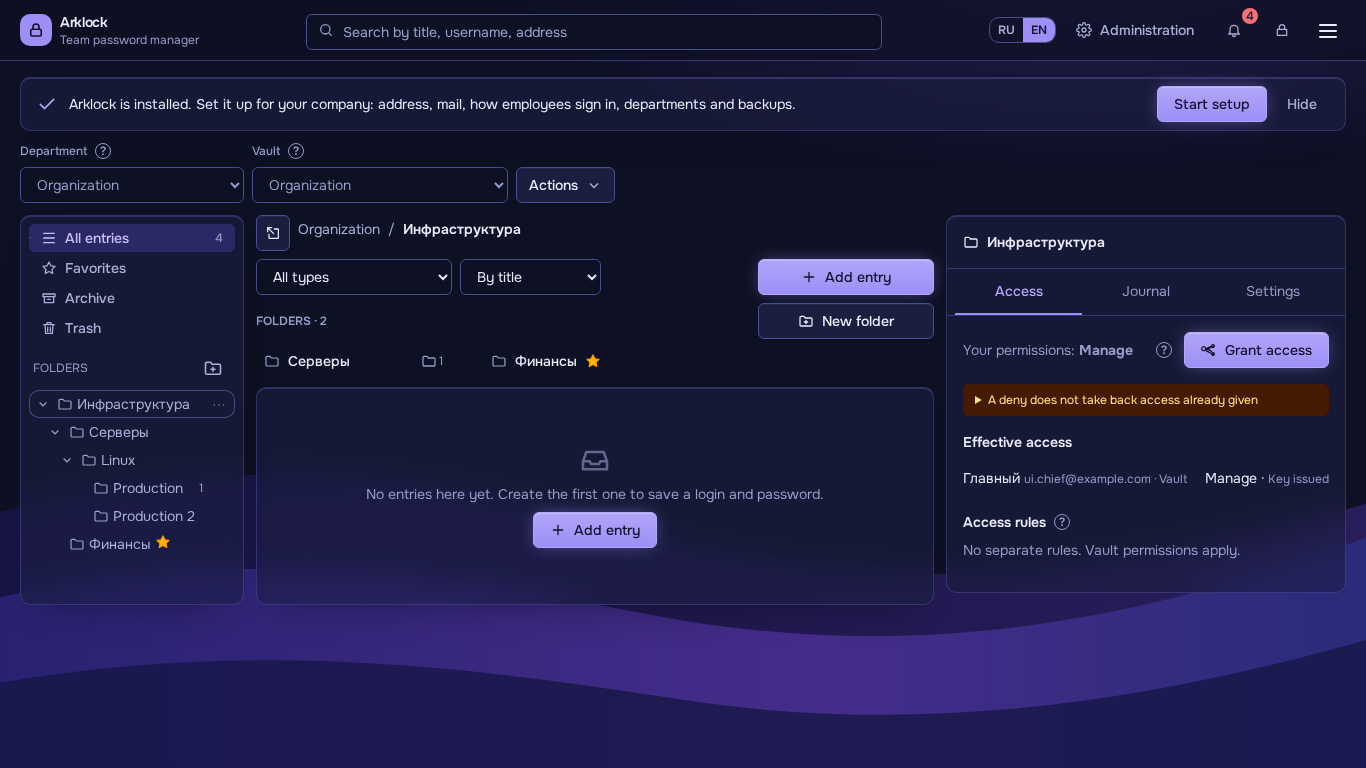 Arklock
Team password manager
Search by title, username, address
RU EN
Administration
4
Arklock is installed. Set it up for your company: address, mail, how employees sign in, departments and backups.
Start setup
Hide
Department ?
Vault ?
Organization
Organization
Actions
All entries 4
Favorites
Archive
Trash
FOLDERS
Инфраструктура ...
Серверы
Linux
Production 1
Production 2
Финансы
Organization / Инфраструктура
All types
By title
Add entry
FOLDERS · 2
New folder
Серверы 1
Финансы
No entries here yet. Create the first one to save a login and password.
Add entry
Инфраструктура
Access Journal Settings
Your permissions: Manage ?
Grant access
A deny does not take back access already given
Effective access
Главный ui.chief@example.com · Vault Manage · Key issued
Access rules ?
No separate rules. Vault permissions apply.